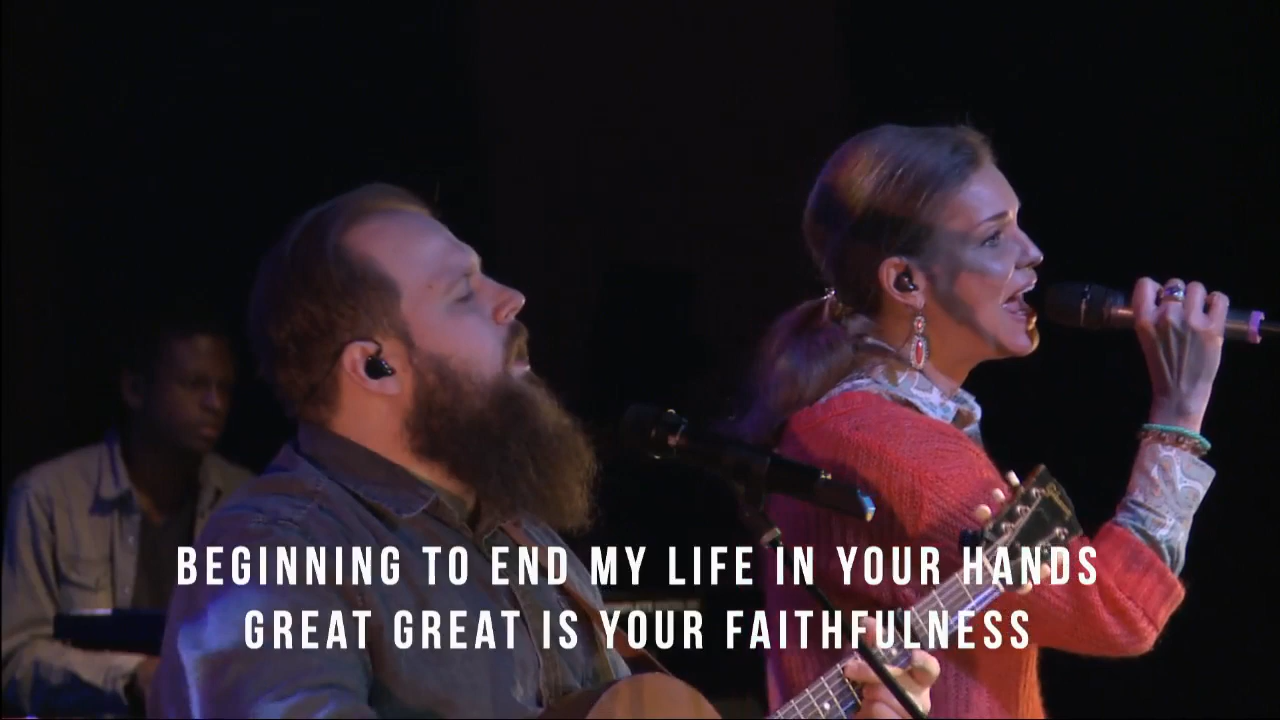 BEGINNING TO END MY LIFE IN YOUR HANDS
GREAT GREAT IS YOUR FAITHFULNESS